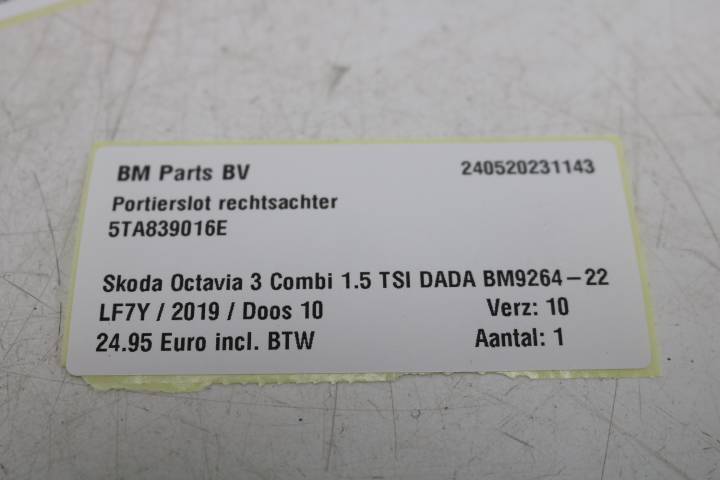 BM Parts BV 240520231143
Portierslot rechtsachter
5TA839016E
Skoda Octavia 3 Combi 1.5 TSI DADA BM9264-22
LF7Y / 2019 / Doos 10 Verz: 10
24.95 Euro incl. BTW Aantal: 1